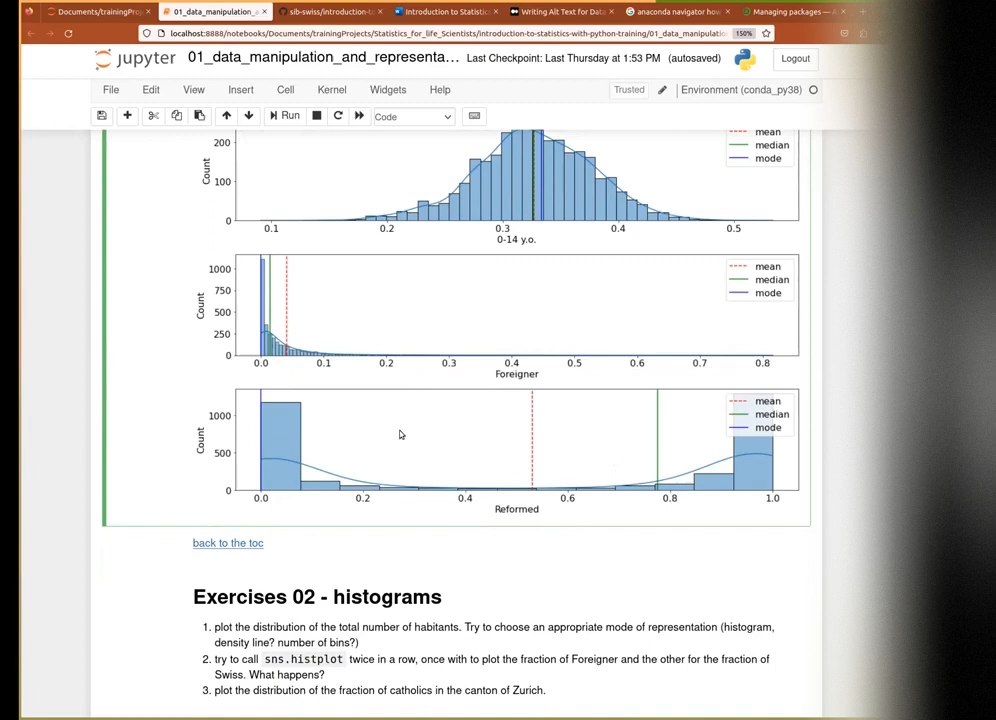 Documents/trainingProj
01_data_manipulation_a
sib-swiss/introduction-to
Introduction to Statistic
Writing Alt Text for Data
anaconda navigator how
Managing packages — A
localhost:8888/notebooks/Documents/trainingProjects/Statistics_for_life_Scientists/introduction-to-statistics-with-python-training/01_data_manipulation
150%
jupyter
01_data_manipulation_and_representa…
Last Checkpoint: Last Thursday at 1:53 PM (autosaved)
Logout
File Edit View Insert Cell Kernel Widgets Help
Trusted
Environment (conda_py38)
Run
Code
200
100
0
Count
mean
median
mode
0.1 0.2 0.3 0.4 0.5
0-14 y.o.
1000
750
500
250
0
Count
mean
median
mode
0.0 0.1 0.2 0.3 0.4 0.5 0.6 0.7 0.8
Foreigner
1000
500
0
Count
mean
median
mode
0.0 0.2 0.4 0.6 0.8 1.0
Reformed
back to the toc
Exercises 02 - histograms
1. plot the distribution of the total number of habitants. Try to choose an appropriate mode of representation (histogram,
density line? number of bins?)
2. try to call sns.histplot twice in a row, once with to plot the fraction of Foreigner and the other for the fraction of
Swiss. What happens?
3. plot the distribution of the fraction of catholics in the canton of Zurich.